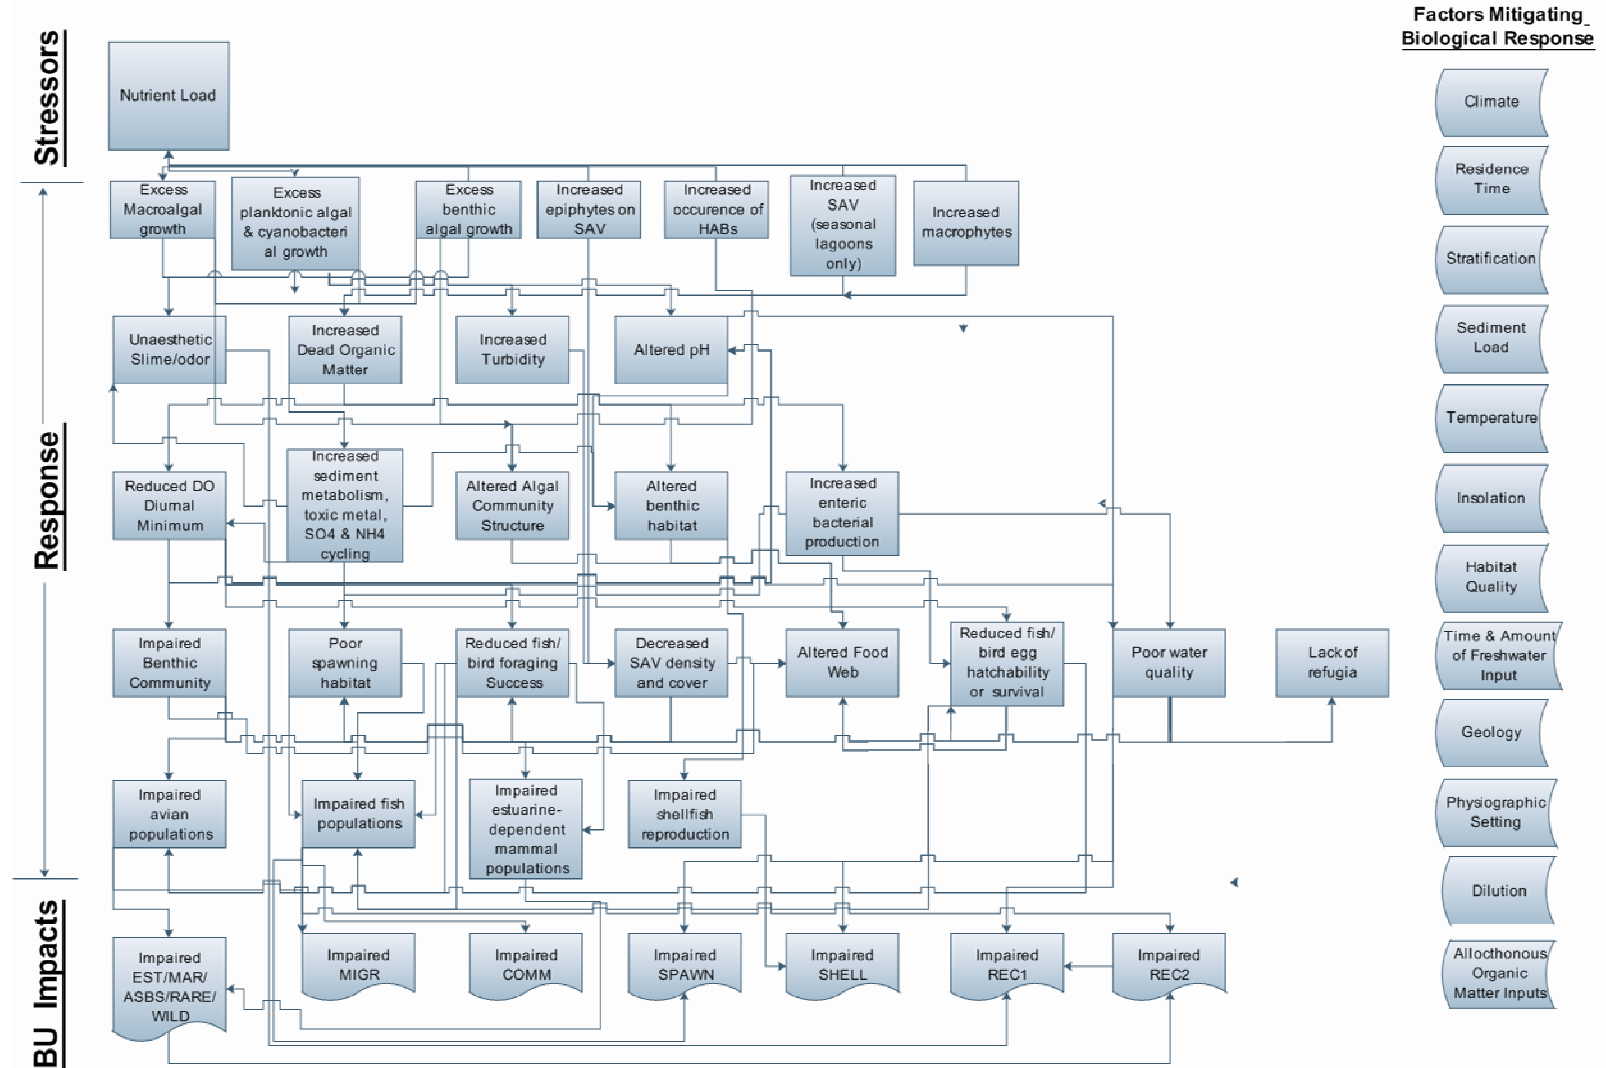 Factors Mitigating
Biological Response
Stressors
Nutrient Load
Climate
Residence
Time
Excess
Macroalgal
growth
Excess
planktonic algal
& cyanobacteri
al growth
Excess
benthic
algal growth
Increased
epiphytes on
SAV
Increased
occurence of
HABs
Increased
SAV
(seasonal
lagoons
only)
Increased
macrophytes
Stratification
Response
Unaesthetic
Slime/odor
Increased
Dead Organic
Matter
Increased
Turbidity
Altered pH
Sediment
Load
Temperature
Reduced DO
Diurnal
Minimum
Increased
sediment
metabolism,
toxic metal,
SO4 & NH4
cycling
Altered Algal
Community
Structure
Altered
benthic
habitat
Increased
enteric
bacterial
production
Insolation
Habitat
Quality
Impaired
Benthic
Community
Poor
spawning
habitat
Reduced fish/
bird foraging
Success
Decreased
SAV density
and cover
Altered Food
Web
Reduced fish/
bird egg
hatchability
or survival
Poor water
quality
Lack of
refugia
Time & Amount
of Freshwater
Input
Geology
Impaired
avian
populations
Impaired fish
populations
Impaired
estuarine-
dependent
mammal
populations
Impaired
shellfish
reproduction
Physiographic
Setting
Dilution
BU Impacts
Impaired
EST/MAR/
ASBS/RARE/
WILD
Impaired
MIGR
Impaired
COMM
Impaired
SPAWN
Impaired
SHELL
Impaired
REC1
Impaired
REC2
Allocthonous
Organic
Matter Inputs